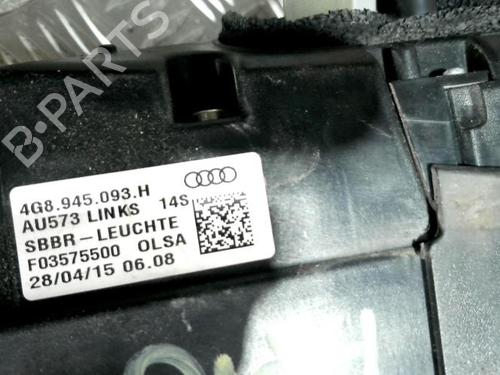 B-PARTS
4G8.945.093.H
AU573 LINKS 14S
SBBR-LEUCHTE
F03575500 OLSA
28/04/15 06.08